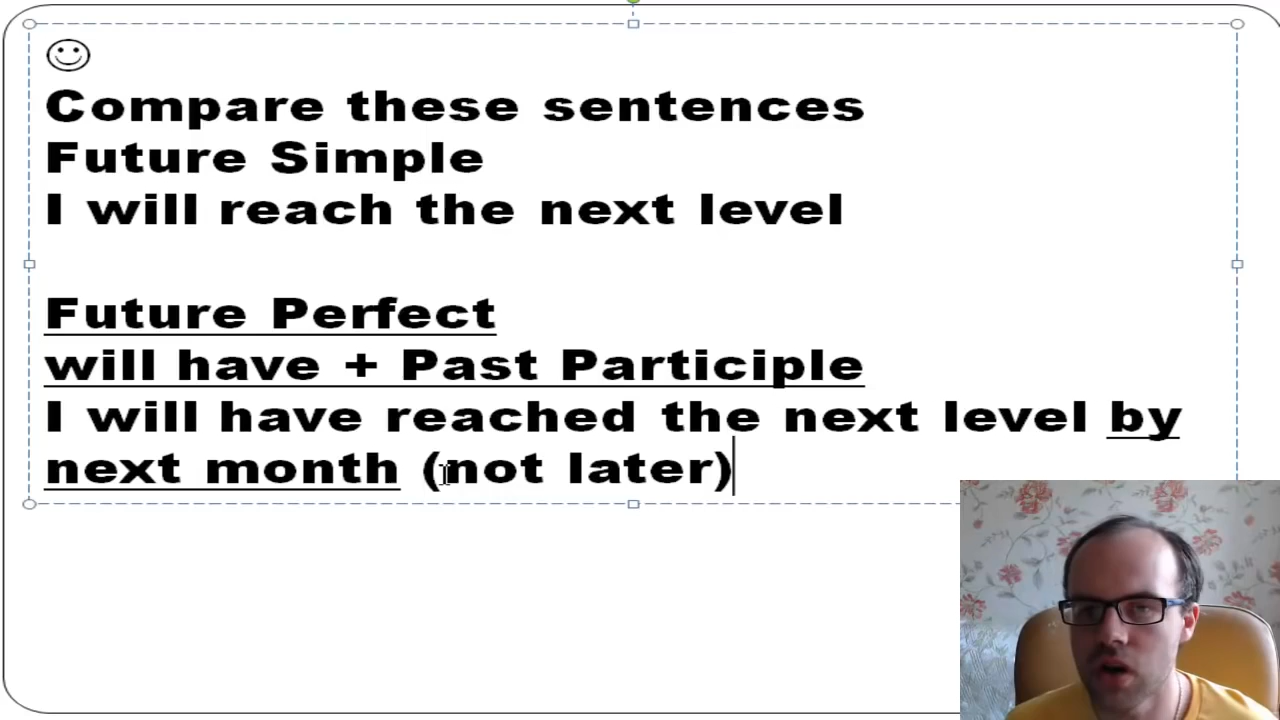 Compare these sentences
Future Simple
I will reach the next level
Future Perfect
will have + Past Participle
I will have reached the next level by
next month (not later)